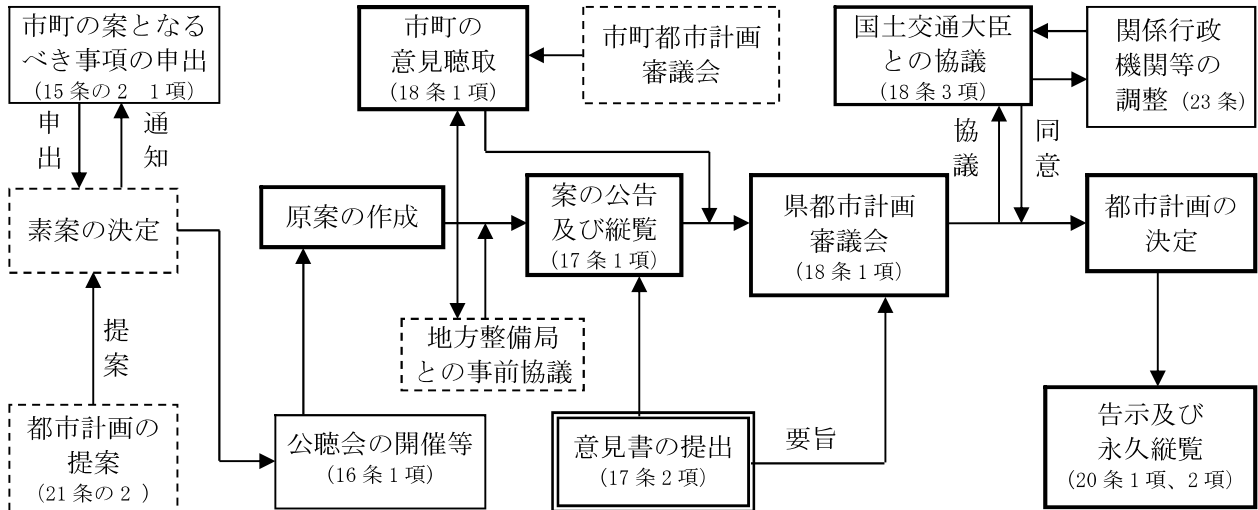 市町の案となる
べき事項の申出
(15条の2 1項)
申出
通知
素案の決定
提案
都市計画の
提案
(21条の2 )
市町の
意見聴取
(18条1項)
市町都市計画
審議会
原案の作成
案の公告
及び縦覧
(17条1項)
地方整備局
との事前協議
公聴会の開催等
(16条1項)
意見書の提出
(17条2項)
要旨
県都市計画
審議会
(18条1項)
国土交通大臣
との協議
(18条3項)
関係行政
機関等の
調整 (23条)
協議
同意
都市計画の
決定
告示及び
永久縦覧
(20条1項、2項)